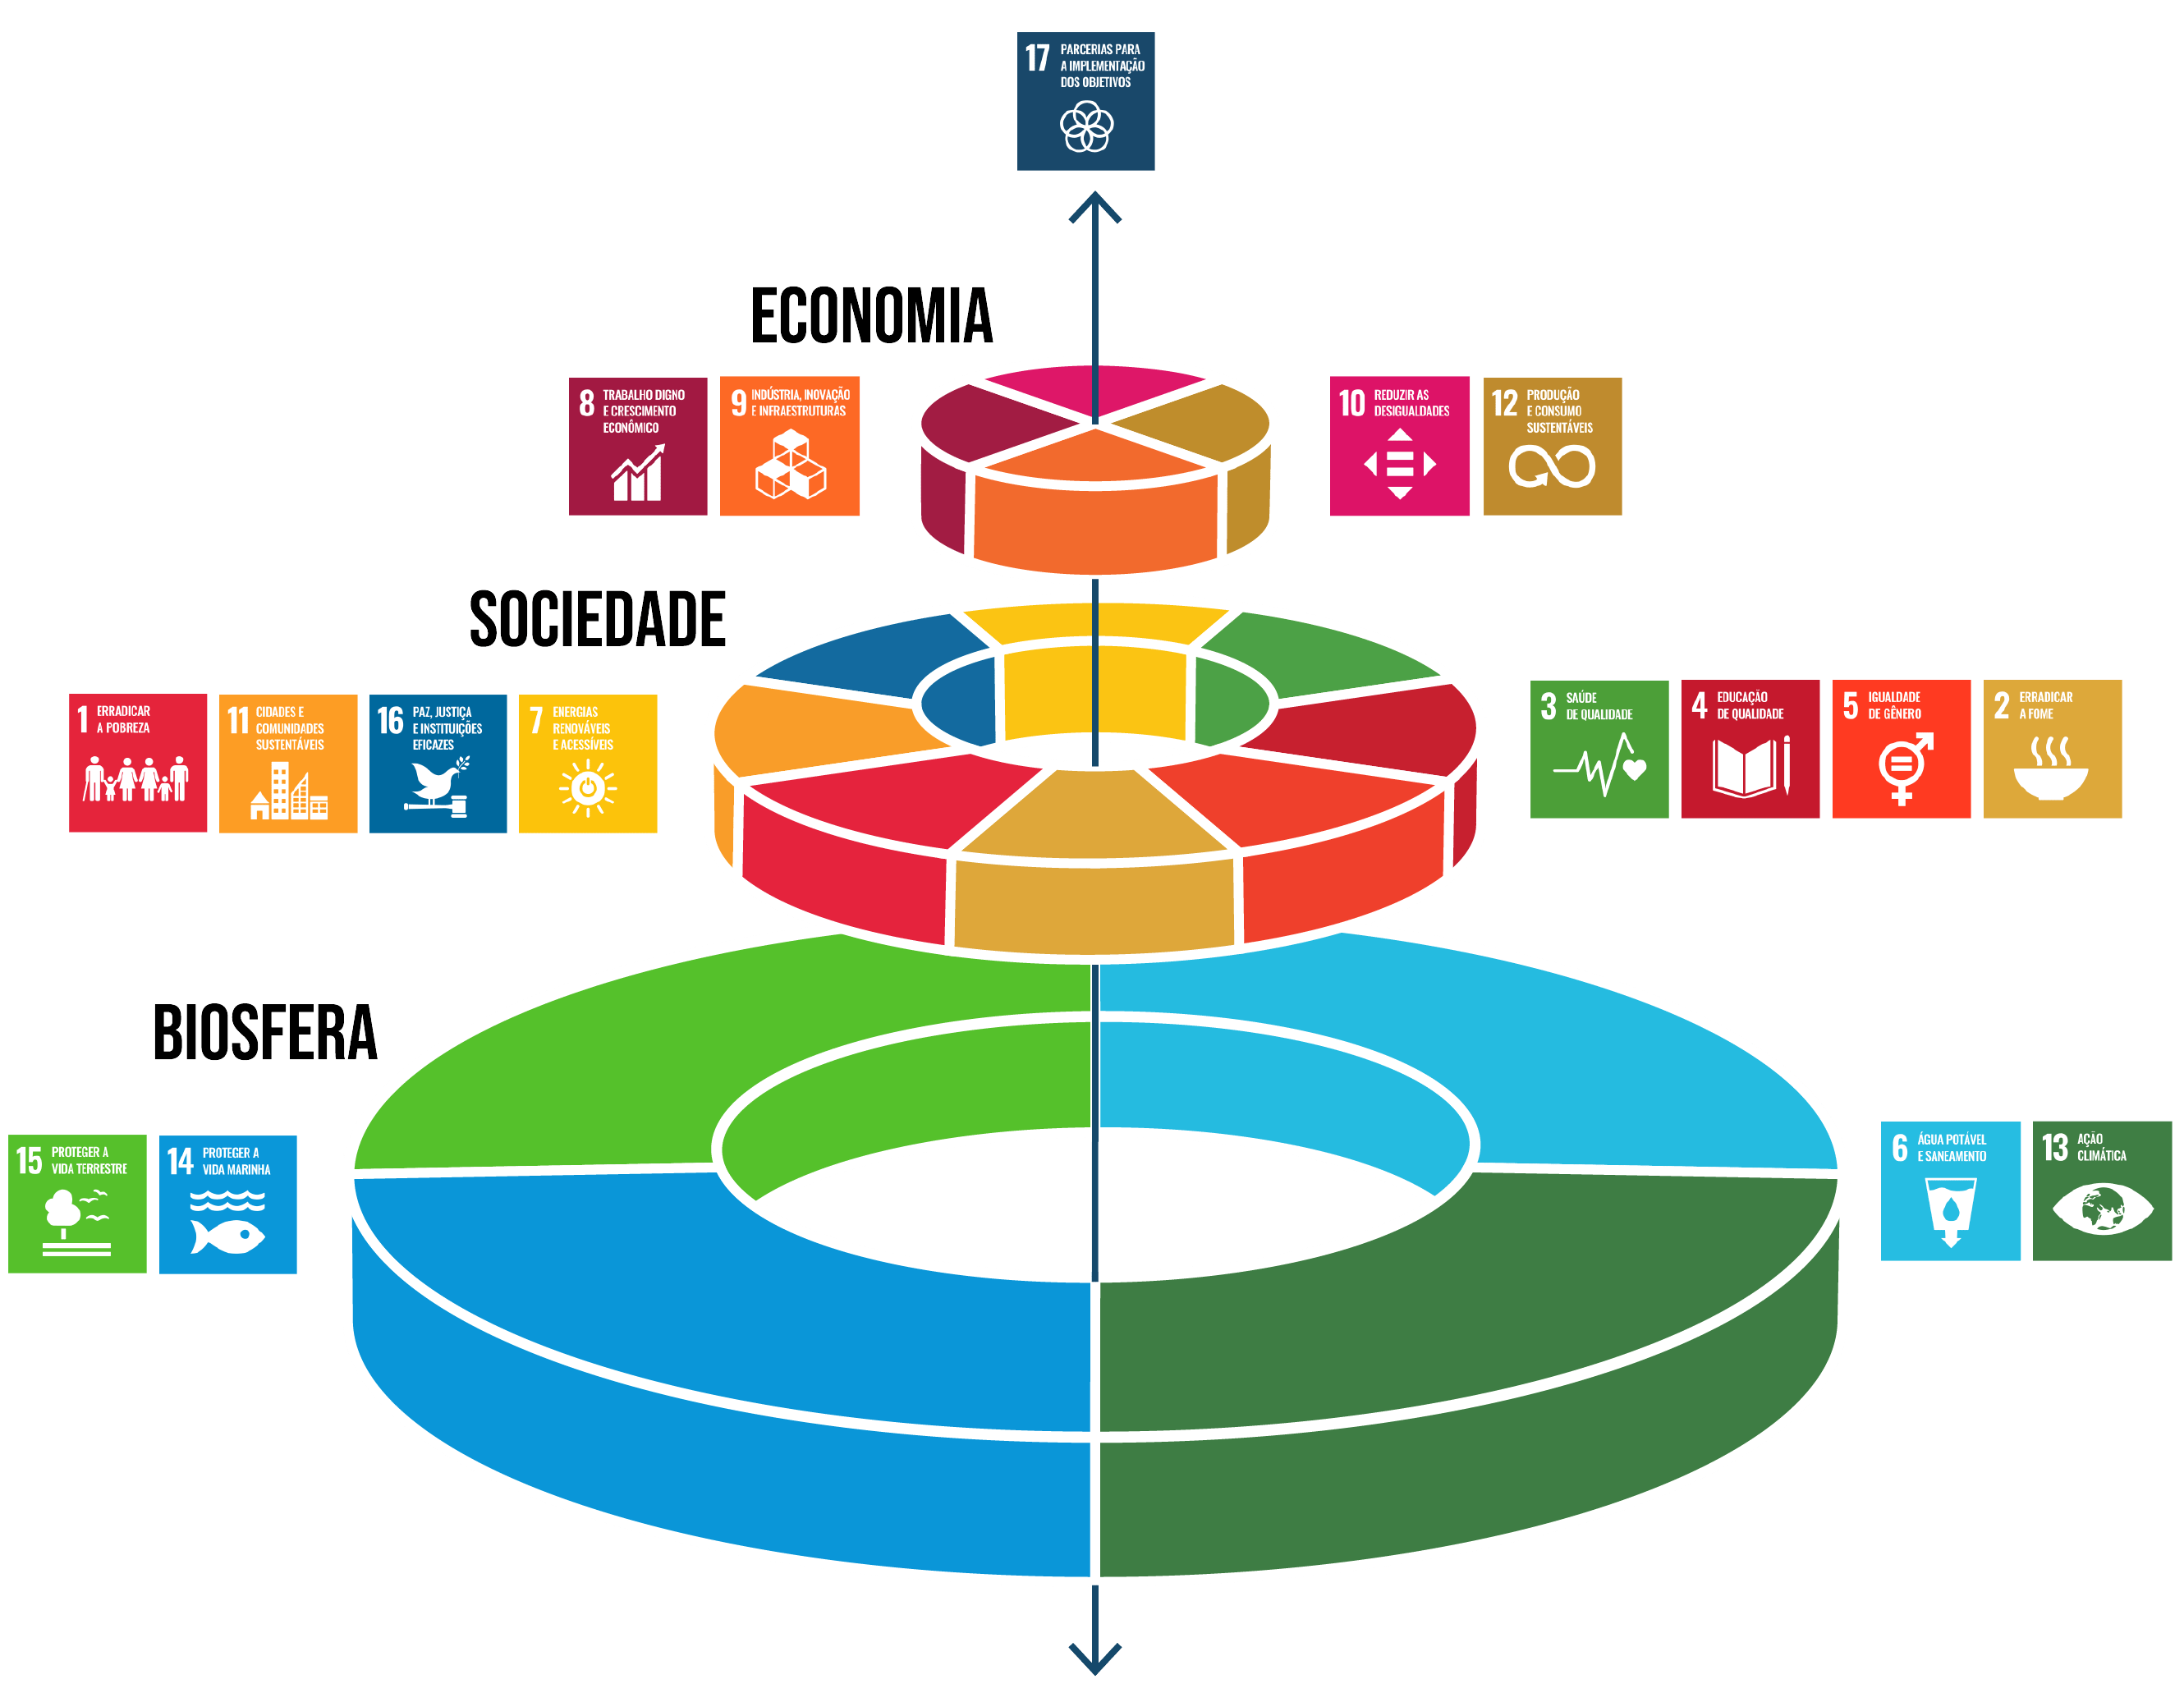 17 PARCERIAS PARA
A IMPLEMENTAÇÃO
DOS OBJETIVOS
ECONOMIA
8 TRABALHO DIGNO
E CRESCIMENTO
ECONÔMICO
9 INDÚSTRIA, INOVAÇÃO
E INFRAESTRUTURAS
10 REDUZIR AS
DESIGUALDADES
12 PRODUÇÃO
E CONSUMO
SUSTENTÁVEIS
SOCIEDADE
1 ERRADICAR
A POBREZA
11 CIDADES E
COMUNIDADES
SUSTENTÁVEIS
16 PAZ, JUSTIÇA
E INSTITUIÇÕES
EFICAZES
7 ENERGIAS
RENOVÁVEIS
E ACESSÍVEIS
3 SAÚDE
DE QUALIDADE
4 EDUCAÇÃO
DE QUALIDADE
5 IGUALDADE
DE GÊNERO
2 ERRADICAR
A FOME
BIOSFERA
15 PROTEGER A
VIDA TERRESTRE
14 PROTEGER A
VIDA MARINHA
6 ÁGUA POTÁVEL
E SANEAMENTO
13 AÇÃO
CLIMÁTICA